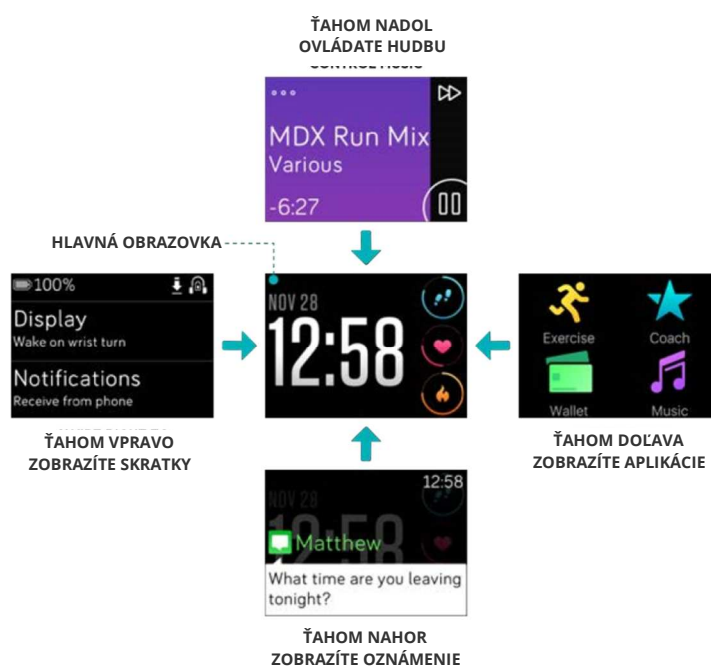 ŤAHOM NADOL
OVLÁDATE HUDBU
MDX Run Mix
Various
-6:27
HLAVNÁ OBRAZOVKA
100%
Display
Wake on wrist turn
Notifications
Receive from phone
NOV 28
12:58
Exercise
Coach
Wallet
Music
ŤAHOM VPRAVO
ZOBRAZÍTE SKRATKY
ŤAHOM DOĽAVA
ZOBRAZÍTE APLIKÁCIE
12:58
NOV 28
Matthew
What time are you leaving
tonight?
ŤAHOM NAHOR
ZOBRAZÍTE OZNÁMENIE